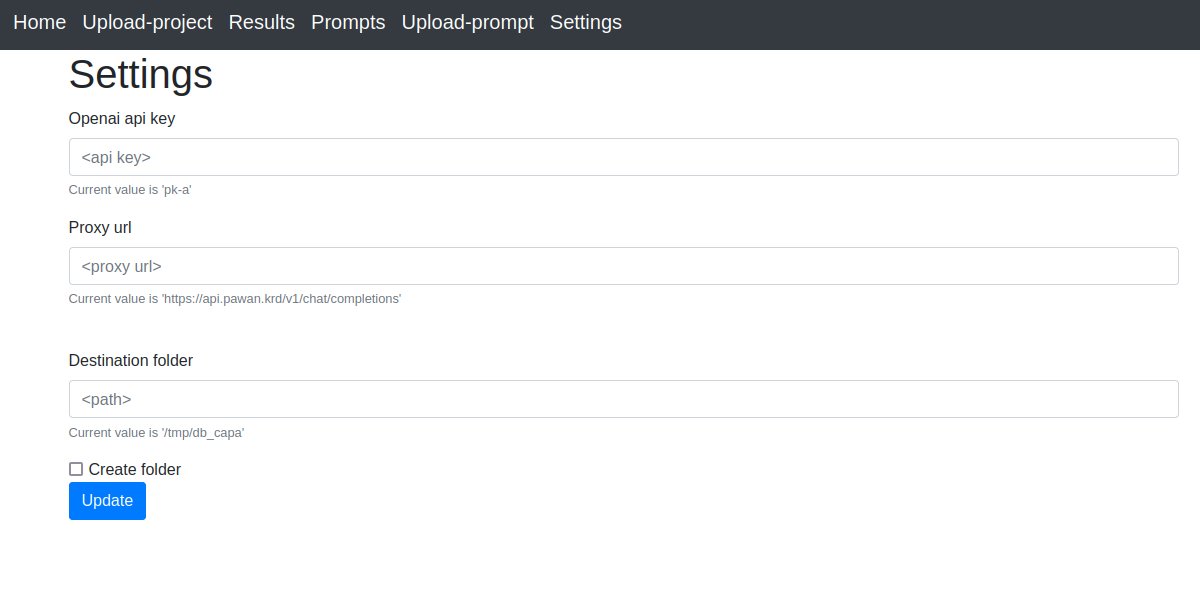 Home Upload-project Results Prompts Upload-prompt Settings
Settings
Openai api key
<api key>
Current value is 'pk-a'
Proxy url
<proxy url>
Current value is 'https://api.pawan.krd/v1/chat/completions'
Destination folder
<path>
Current value is '/tmp/db_capa'
Create folder
Update